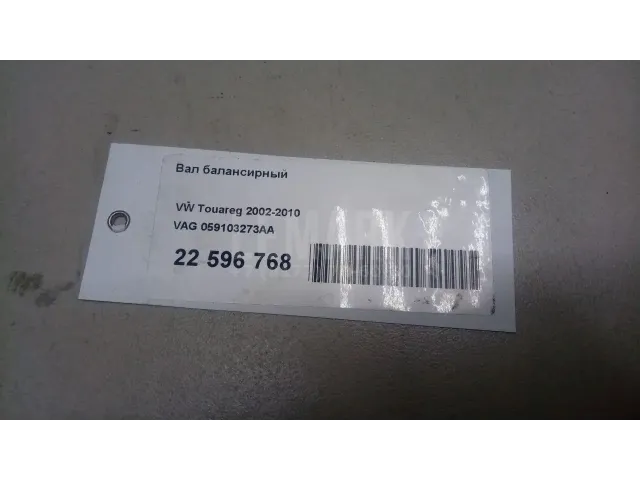 Вал балансирный
VW Touareg 2002-2010
VAG 059103273AA
22 596 768